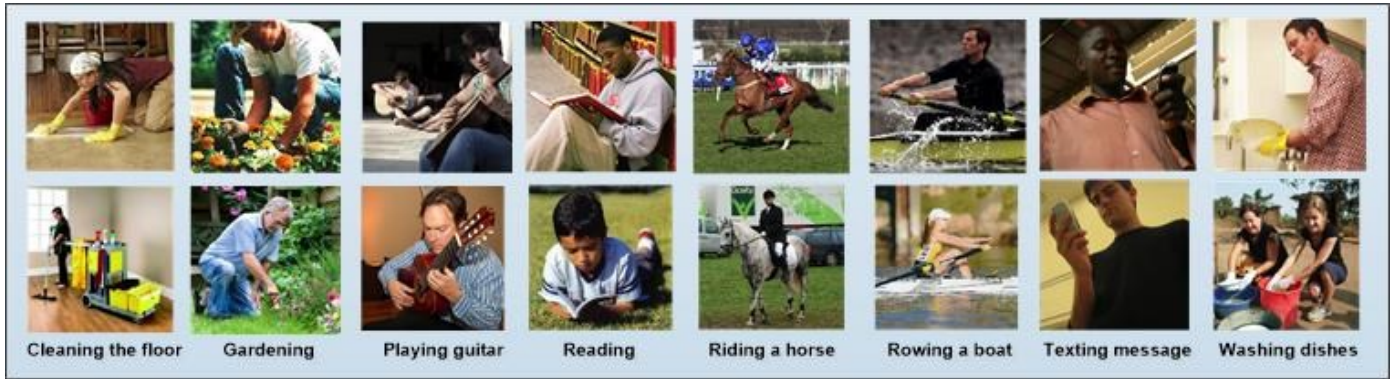 Cleaning the floor
Gardening
Playing guitar
Reading
Riding a horse
Rowing a boat
Texting message
Washing dishes